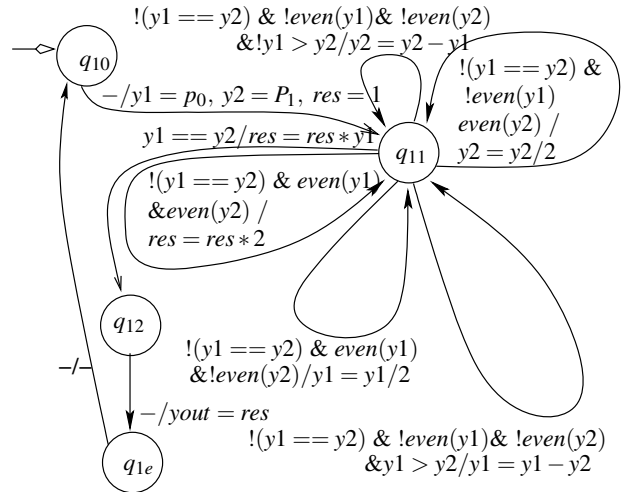 !(y1 == y2) & !even(y1)& !even(y2)
&!y1 > y2/y2 = y2 − y1
q10
!(y1 == y2) &
!even(y1)
even(y2) /
y2 = y2/2
−/y1 = p0, y2 = P1, res = 1
y1 == y2/res = res * y1
q11
!(y1 == y2) & even(y1)
&even(y2) /
res = res * 2
q12
!(y1 == y2) & even(y1)
&!even(y2)/y1 = y1/2
−/−
−/yout = res
!(y1 == y2) & !even(y1)& !even(y2)
&y1 > y2/y1 = y1 − y2
q1e